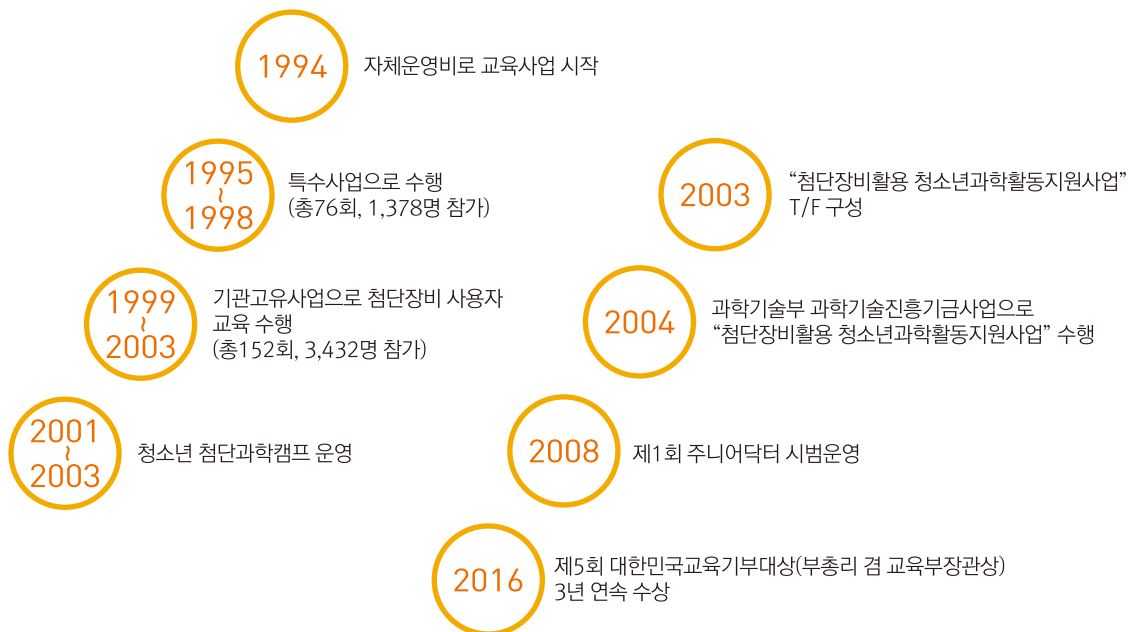 1994
자체운영비로 교육사업 시작
1995
~
1998
특수사업으로 수행
(총76회, 1,378명 참가)
1999
~
2003
기관고유사업으로 첨단장비 사용자
교육 수행
(총152회, 3,432명 참가)
2001
~
2003
청소년 첨단과학캠프 운영
2003
“첨단장비활용 청소년과학활동지원사업”
T/F 구성
2004
과학기술부 과학기술진흥기금사업으로
“첨단장비활용 청소년과학활동지원사업” 수행
2008
제1회 주니어닥터 시범운영
2016
제5회 대한민국교육기부대상(부총리 겸 교육부장관상)
3년 연속 수상